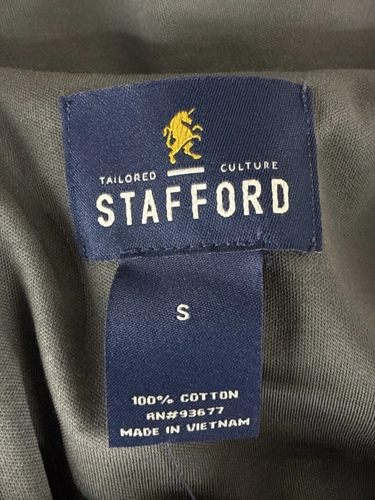 TAILORED CULTURE
STAFFORD
S
100% COTTON
RN#93677
MADE IN VIETNAM